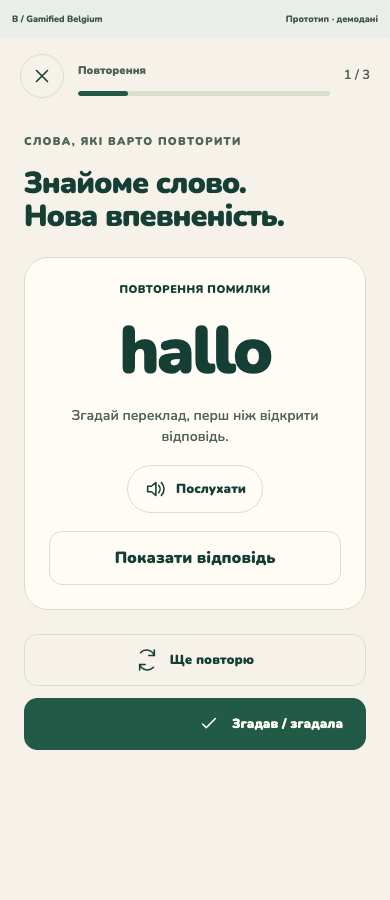 B / Gamified Belgium
Прототип · демодані
Повторення
1 / 3
СЛОВА, ЯКІ ВАРТО ПОВТОРИТИ
Знайоме слово.
Нова впевненість.
ПОВТОРЕННЯ ПОМИЛКИ
hallo
Згадай переклад, перш ніж відкрити
відповідь.
Послухати
Показати відповідь
Ще повторю
Згадав / згадала